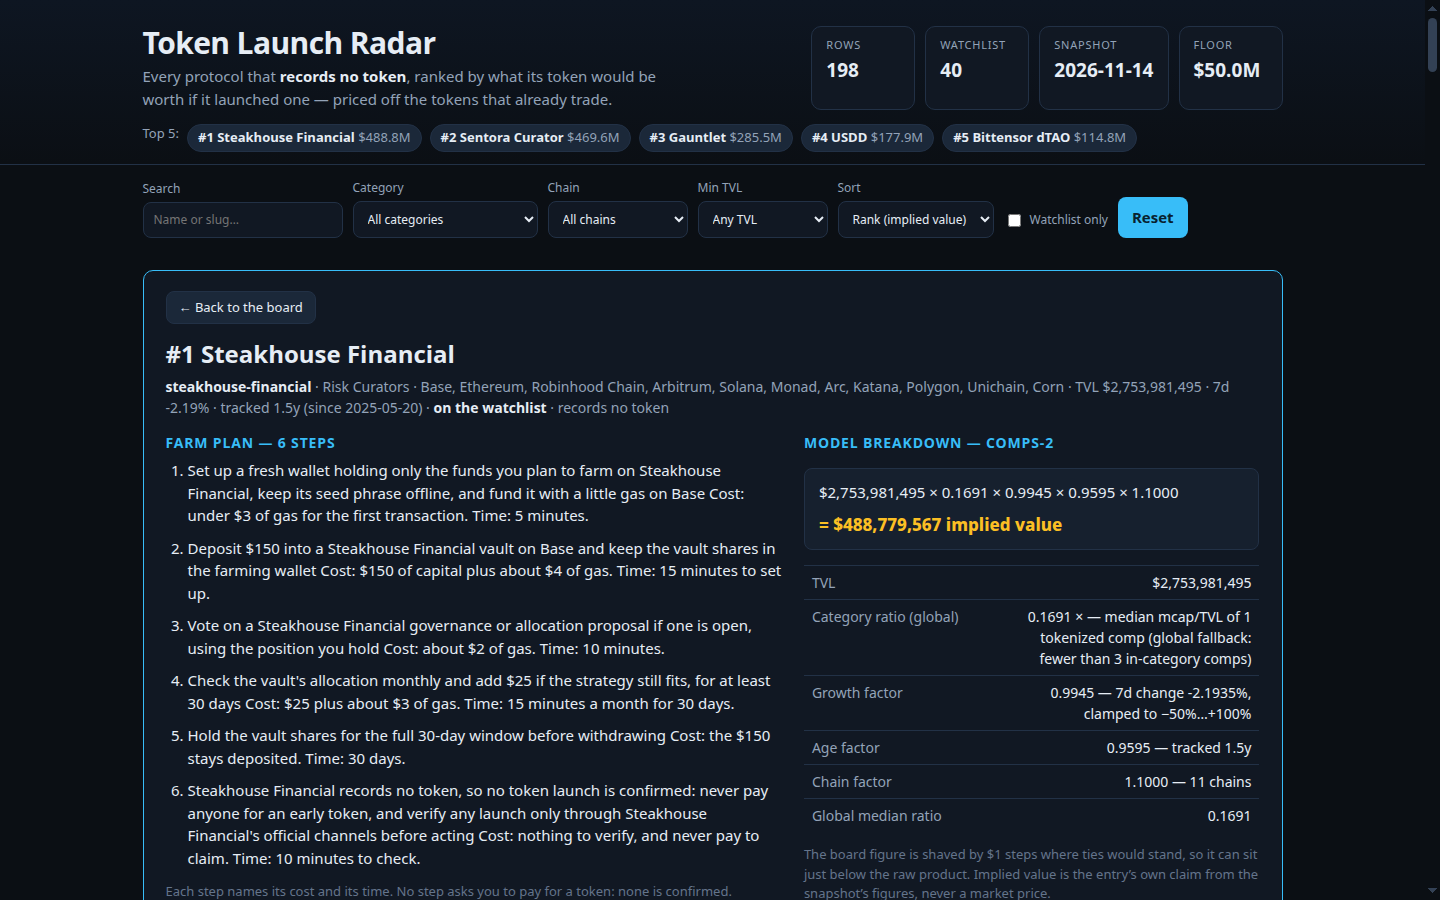 Token Launch Radar
Every protocol that records no token, ranked by what its token would be
worth if it launched one — priced off the tokens that already trade.
ROWS
198
WATCHLIST
40
SNAPSHOT
2026-11-14
FLOOR
$50.0M
Top 5: #1 Steakhouse Financial $488.8M #2 Sentora Curator $469.6M #3 Gauntlet $285.5M #4 USDD $177.9M #5 Bittensor dTAO $114.8M
Search
Name or slug...
Category
All categories
Chain
All chains
Min TVL
Any TVL
Sort
Rank (implied value)
Watchlist only
Reset
← Back to the board
#1 Steakhouse Financial
steakhouse-financial · Risk Curators · Base, Ethereum, Robinhood Chain, Arbitrum, Solana, Monad, Arc, Katana, Polygon, Unichain, Corn · TVL $2,753,981,495 · 7d
-2.19% · tracked 1.5y (since 2025-05-20) · on the watchlist · records no token
FARM PLAN — 6 STEPS
1. Set up a fresh wallet holding only the funds you plan to farm on Steakhouse
Financial, keep its seed phrase offline, and fund it with a little gas on Base Cost:
under $3 of gas for the first transaction. Time: 5 minutes.
2. Deposit $150 into a Steakhouse Financial vault on Base and keep the vault shares in
the farming wallet Cost: $150 of capital plus about $4 of gas. Time: 15 minutes to set
up.
3. Vote on a Steakhouse Financial governance or allocation proposal if one is open,
using the position you hold Cost: about $2 of gas. Time: 10 minutes.
4. Check the vault's allocation monthly and add $25 if the strategy still fits, for at least
30 days Cost: $25 plus about $3 of gas. Time: 15 minutes a month for 30 days.
5. Hold the vault shares for the full 30-day window before withdrawing Cost: the $150
stays deposited. Time: 30 days.
6. Steakhouse Financial records no token, so no token launch is confirmed: never pay
anyone for an early token, and verify any launch only through Steakhouse
Financial's official channels before acting Cost: nothing to verify, and never pay to
claim. Time: 10 minutes to check.
Each step names its cost and its time. No step asks you to pay for a token: none is confirmed.
MODEL BREAKDOWN — COMPS-2
$2,753,981,495 × 0.1691 × 0.9945 × 0.9595 × 1.1000
= $488,779,567 implied value
TVL $2,753,981,495
Category ratio (global) 0.1691 × — median mcap/TVL of 1
tokenized comp (global fallback:
fewer than 3 in-category comps)
Growth factor 0.9945 — 7d change -2.1935%,
clamped to −50%…+100%
Age factor 0.9595 — tracked 1.5y
Chain factor 1.1000 — 11 chains
Global median ratio 0.1691
The board figure is shaved by $1 steps where ties would stand, so it can sit
just below the raw product. Implied value is the entry's own claim from the
snapshot's figures, never a market price.